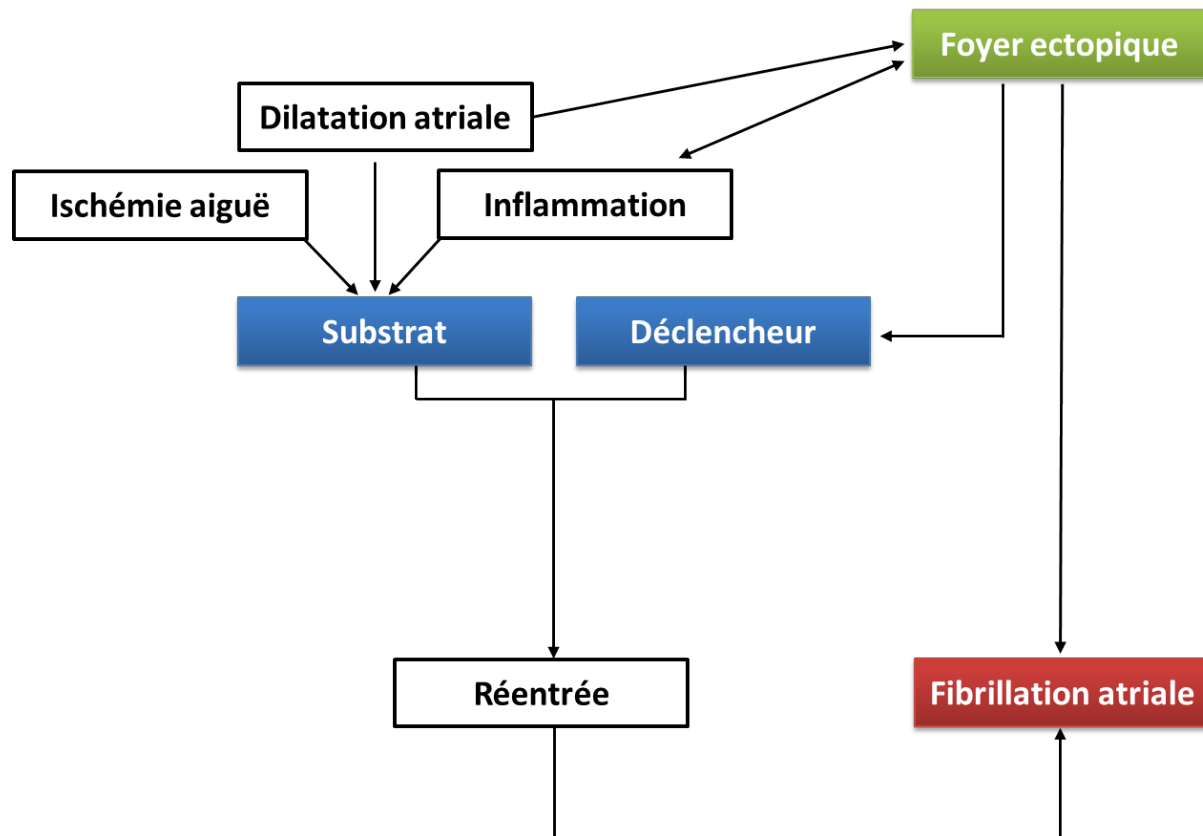 Foyer ectopique
Dilatation atriale
Ischémie aiguë
Inflammation
Substrat
Déclencheur
Réentrée
Fibrillation atriale